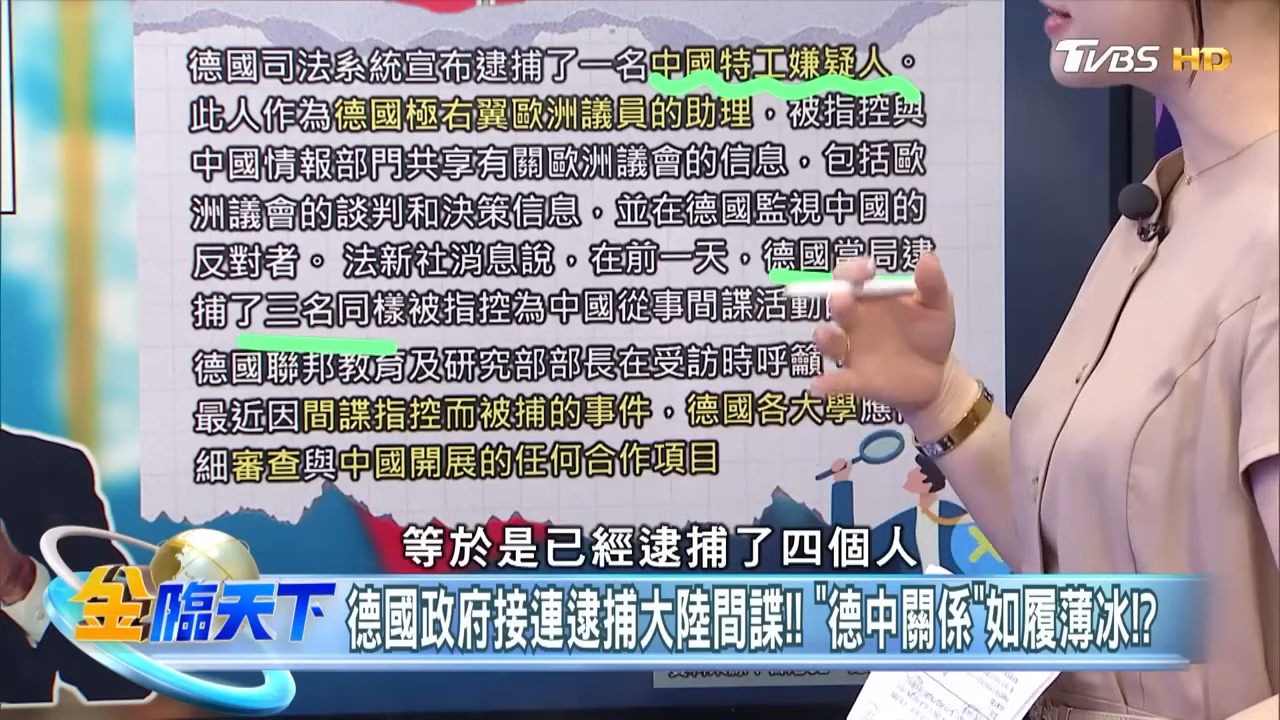 TVBS HD
德國司法系統宣布逮捕了一名中國特工嫌疑人。
此人作為德國極右翼歐洲議員的助理，被指控與
中國情報部門共享有關歐洲議會的信息，包括歐
洲議會的談判和決策信息，並在德國監視中國的
反對者。法新社消息說，在前一天，德國當局逮
捕了三名同樣被指控為中國從事間諜活動
德國聯邦教育及研究部部長在受訪時呼籲
最近因間諜指控而被捕的事件，德國各大學應
細審查與中國開展的任何合作項目
等於是已經逮捕了四個人
金臨天下
德國政府接連逮捕大陸間諜!! "德中關係"如履薄冰!?